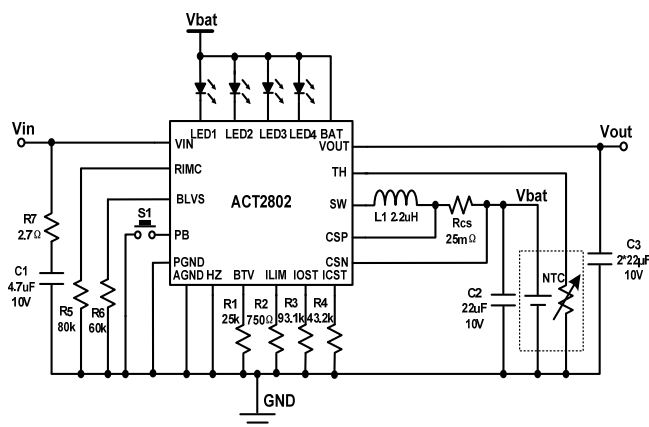 Vbat
LED1 LED2 LED3 LED4 BAT
Vin
VIN
VOUT
Vout
RIMC
TH
BLVS
ACT2802
SW
L1 2.2uH
Rcs
25mΩ
Vbat
S1
PB
CSP
R7
2.7Ω
PGND
CSN
C3
2*22µF
10V
AGND HZ BTV ILIM IOST ICST
NTC
C1
4.7uF
10V
R5
80k
R6
60k
R1
25k
R2
750Ω
R3
93.1k
R4
43.2k
C2
22uF
10V
GND